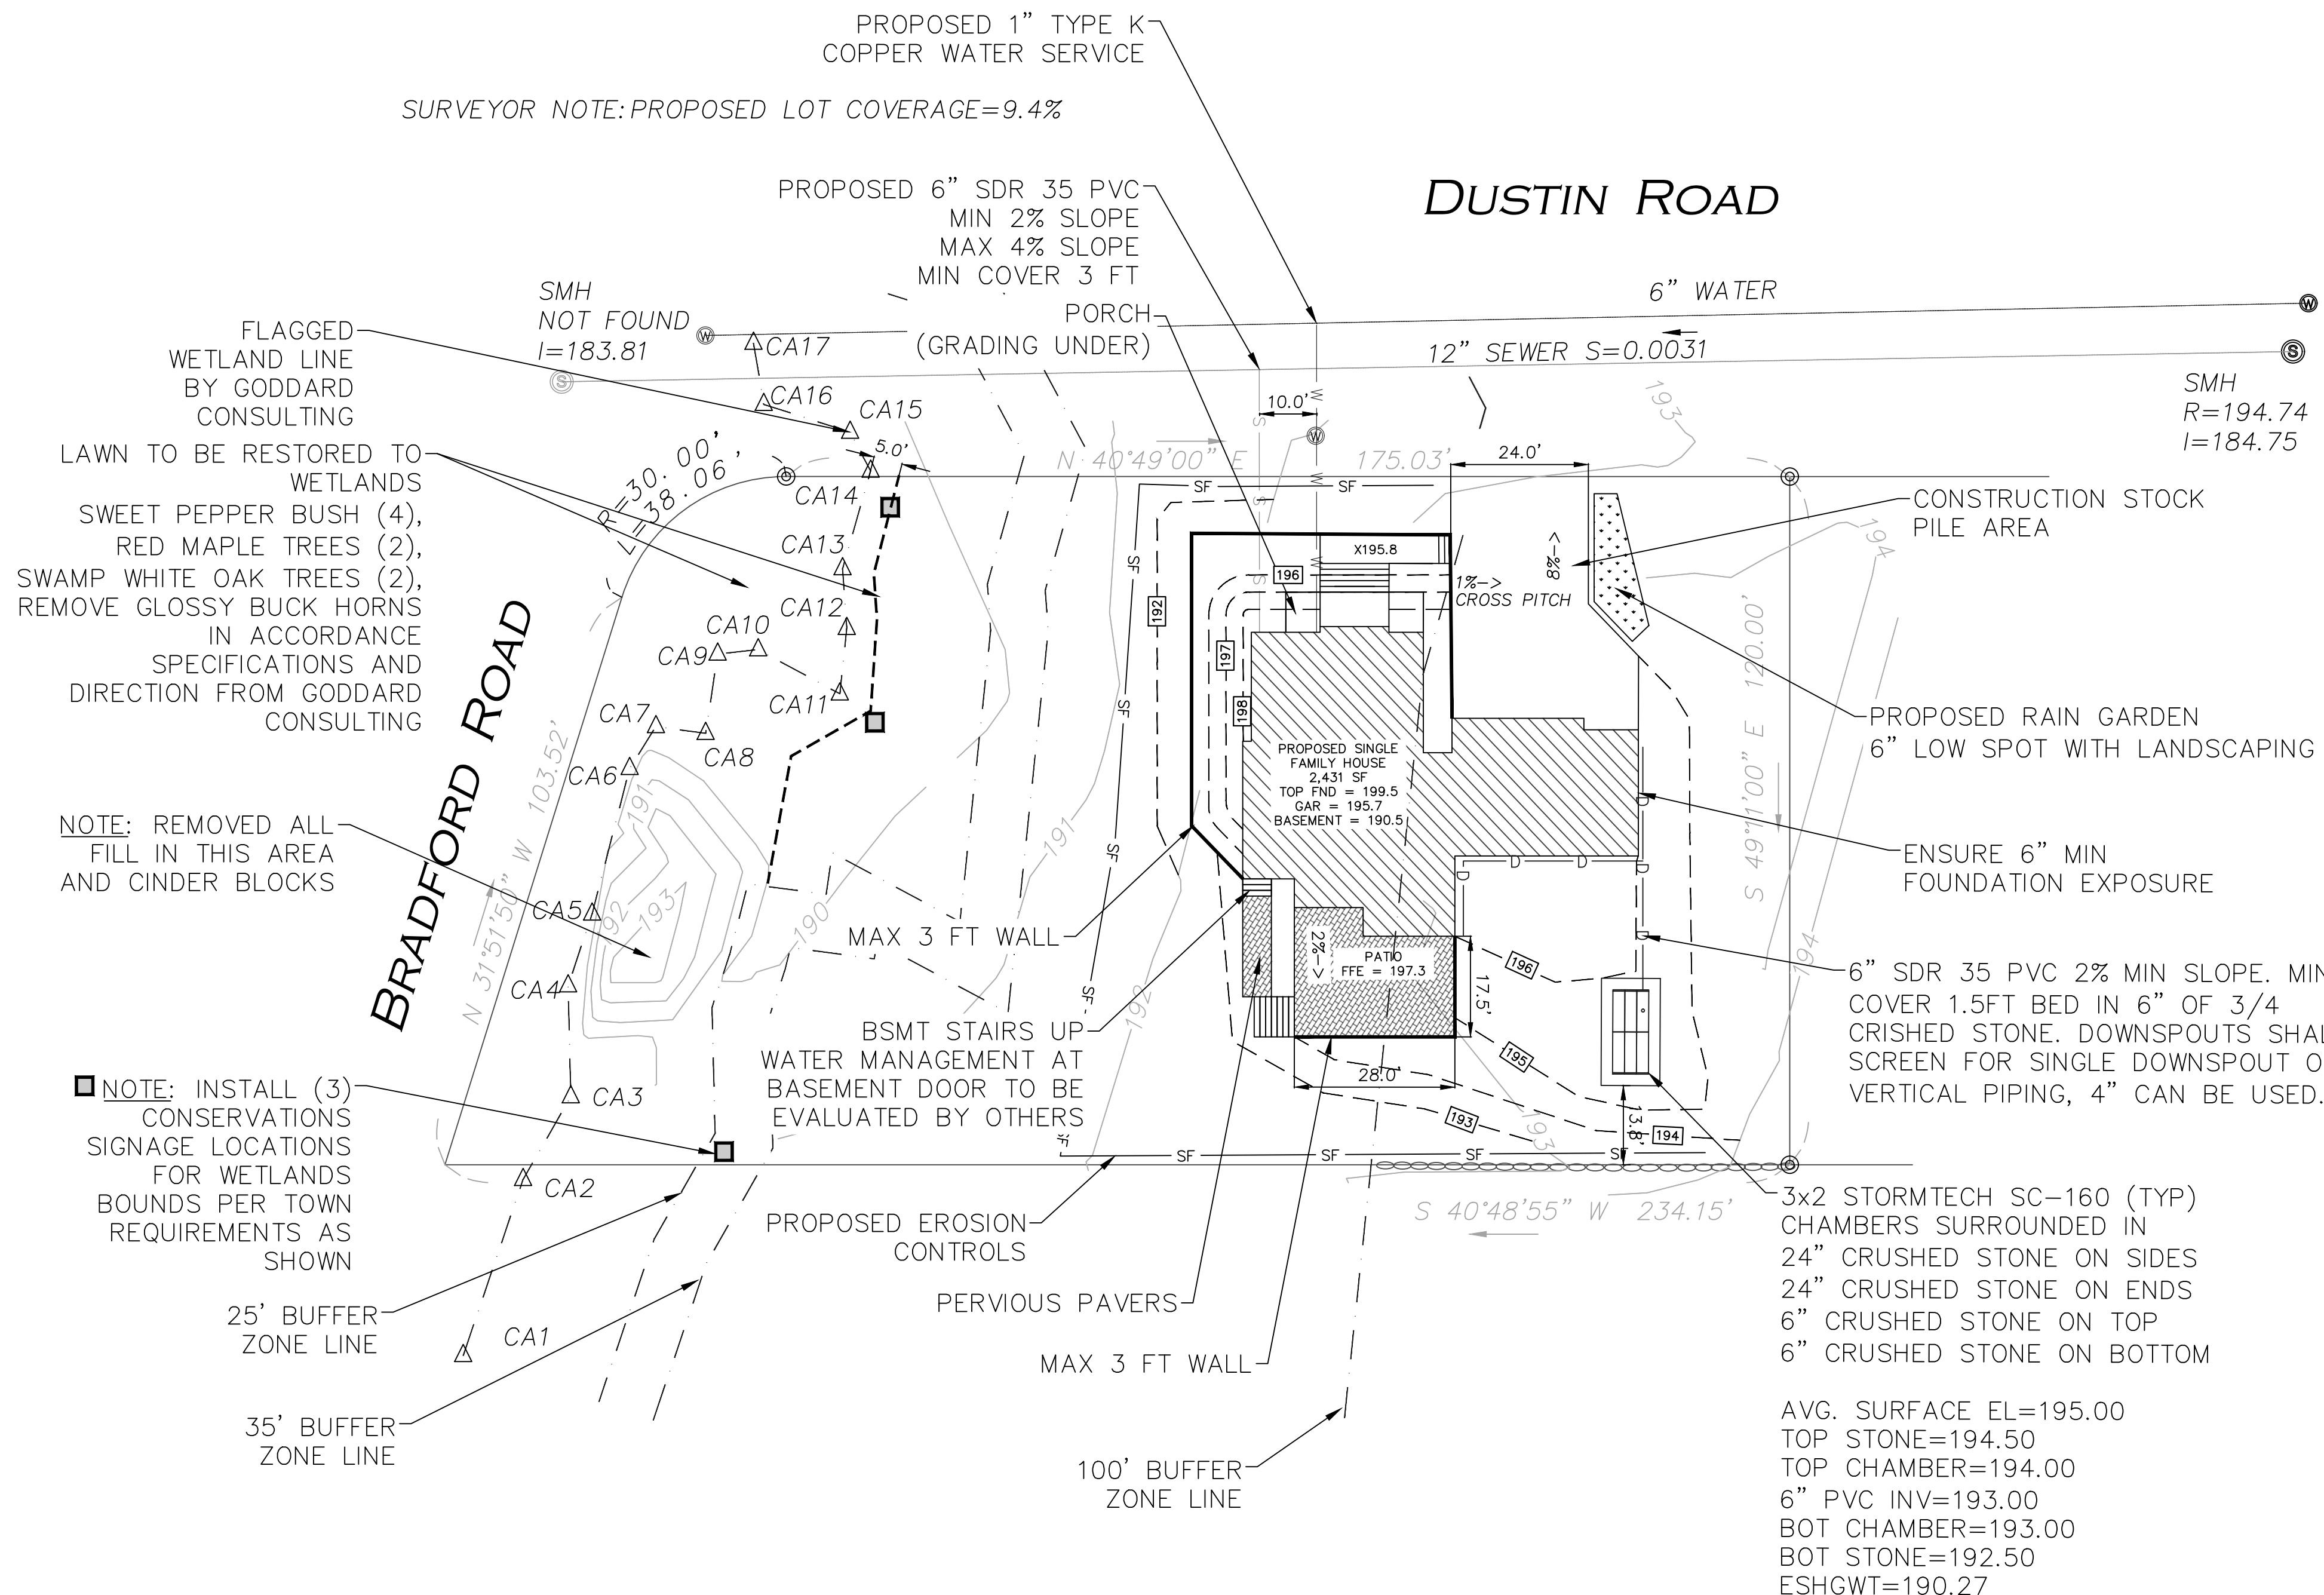 PROPOSED 1” TYPE K
COPPER WATER SERVICE
SURVEYOR NOTE: PROPOSED LOT COVERAGE=9.4%
PROPOSED 6” SDR 35 PVC
MIN 2% SLOPE
MAX 4% SLOPE
MIN COVER 3 FT
DUSTIN ROAD
SMH
NOT FOUND
I=183.81
PORCH
(GRADING UNDER)
6” WATER
12” SEWER S=0.0031
W
W
S
S
SMH
R=194.74
I=184.75
FLAGGED
WETLAND LINE
BY GODDARD
CONSULTING
LAWN TO BE RESTORED TO
WETLANDS
SWEET PEPPER BUSH (4),
RED MAPLE TREES (2),
SWAMP WHITE OAK TREES (2),
REMOVE GLOSSY BUCK HORNS
IN ACCORDANCE
SPECIFICATIONS AND
DIRECTION FROM GODDARD
CONSULTING
CA17
CA16
CA15
5.0'
CA14
CA13
CA12
CA10
CA9
CA11
CA7
CA8
CA6
CA5
CA4
CA3
CA2
CA1
R=30.00',
L=38.06'
N 40°49'00” E
175.03'
10.0'
24.0'
W
W
W
W
S
S
S
193
194
194
CONSTRUCTION STOCK
PILE AREA
BRADFORD ROAD
N 31°51'50” W 103.52'
191
192
193
190
191
192
193
SF
SF
SF
SF
SF
SF
SF
SF
SF
SF
SF
SF
192
196
197
198
X195.8
1%->
CROSS PITCH
<-%8
S 49°11'00” E 120.00'
PROPOSED RAIN GARDEN
6” LOW SPOT WITH LANDSCAPING
PROPOSED SINGLE
FAMILY HOUSE
2,431 SF
TOP FND = 199.5
GAR = 195.7
BASEMENT = 190.5
NOTE: REMOVED ALL
FILL IN THIS AREA
AND CINDER BLOCKS
ENSURE 6” MIN
FOUNDATION EXPOSURE
D
D
D
D
D
D
MAX 3 FT WALL
2%->
PATIO
FFE = 197.3
17.5'
28.0'
13.8'
196
195
194
193
6” SDR 35 PVC 2% MIN SLOPE. MIN
COVER 1.5FT BED IN 6” OF 3/4
CRISHED STONE. DOWNSPOUTS SHAL
SCREEN FOR SINGLE DOWNSPOUT O
VERTICAL PIPING, 4” CAN BE USED.
BSMT STAIRS UP
WATER MANAGEMENT AT
BASEMENT DOOR TO BE
EVALUATED BY OTHERS
NOTE: INSTALL (3)
CONSERVATIONS
SIGNAGE LOCATIONS
FOR WETLANDS
BOUNDS PER TOWN
REQUIREMENTS AS
SHOWN
PROPOSED EROSION
CONTROLS
S 40°48'55” W 234.15'
25' BUFFER
ZONE LINE
35' BUFFER
ZONE LINE
PERVIOUS PAVERS
MAX 3 FT WALL
100' BUFFER
ZONE LINE
3x2 STORMTECH SC-160 (TYP)
CHAMBERS SURROUNDED IN
24” CRUSHED STONE ON SIDES
24” CRUSHED STONE ON ENDS
6” CRUSHED STONE ON TOP
6” CRUSHED STONE ON BOTTOM
AVG. SURFACE EL=195.00
TOP STONE=194.50
TOP CHAMBER=194.00
6” PVC INV=193.00
BOT CHAMBER=193.00
BOT STONE=192.50
ESHGWT=190.27